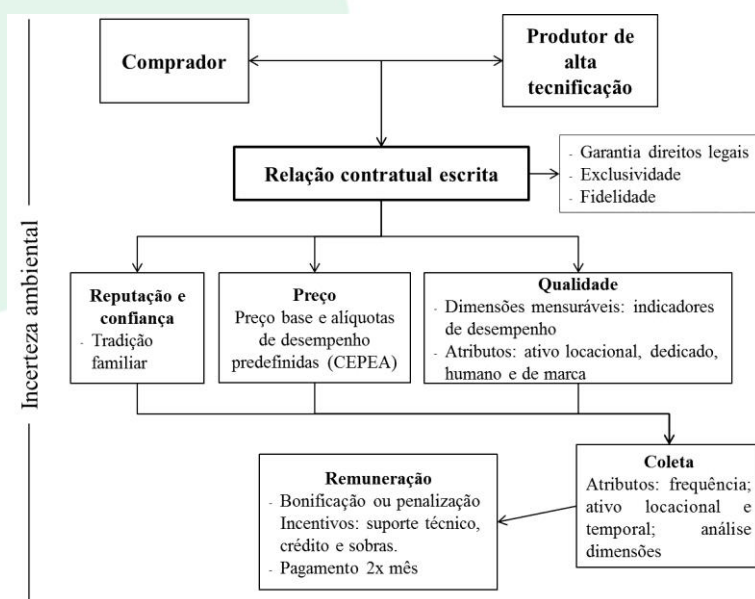 Comprador
Produtor de
alta
tecnificação
Relação contratual escrita
- Garantia direitos legais
- Exclusividade
- Fidelidade
Incerteza ambiental
Reputação e
confiança
- Tradição
familiar
Preço
Preço base e alíquotas
de desempenho
predefinidas (CEPEA)
Qualidade
- Dimensões mensuráveis: indicadores
de desempenho
- Atributos: ativo locacional, dedicado,
humano e de marca
Remuneração
- Bonificação ou penalização
Incentivos: suporte técnico,
crédito e sobras.
- Pagamento 2x mês
Coleta
Atributos: frequência;
ativo locacional e
temporal; análise
dimensões